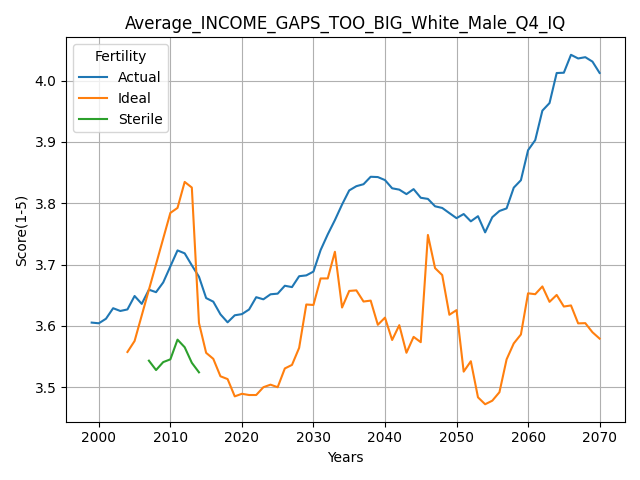 Average_INCOME_GAPS_TOO_BIG_White_Male_Q4_IQ
Fertility
Actual
Ideal
Sterile
Score(1-5)
4.0
3.9
3.8
3.7
3.6
3.5
2000 2010 2020 2030 2040 2050 2060 2070
Years